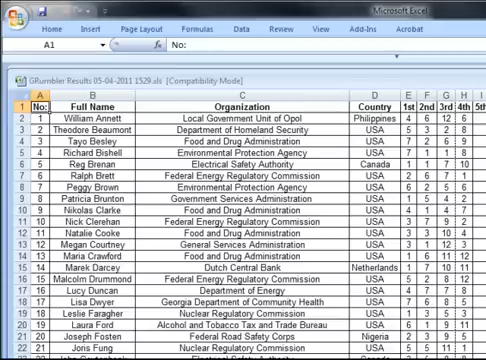 Microsoft Excel
Home Insert Page Layout Formulas Data Review View Add-Ins Acrobat
A1 fx No:
GRumbler Results 05-04-2011 1529.xls [Compatibility Mode]
A B C D E F G H I
1 No: Full Name Organization Country 1st 2nd 3rd 4th 5th
2 1 William Annett Local Government Unit of Opol Philippines 4 6 12 6
3 2 Theodore Beaumont Department of Homeland Security USA 5 3 2 8
4 3 Tayo Besley Food and Drug Administration USA 7 2 6 9
5 4 Richard Bishell Environmental Protection Agency USA 7 1 1 8
6 5 Reg Brenan Electrical Safety Authority Canada 1 1 7 10
7 6 Ralph Brett Federal Energy Regulatory Commission USA 2 6 7 1
8 7 Peggy Brown Environmental Protection Agency USA 6 2 5 6
9 8 Patricia Brunton Government Services Administration USA 1 5 4 2
10 9 Nikolas Clarke Food and Drug Administration USA 4 1 4 7
11 10 Nick Clerehan Federal Energy Regulatory Commission USA 3 7 9 2
12 11 Natalie Cooke Food and Drug Administration USA 3 3 10 4
13 12 Megan Courtney General Services Administration USA 3 1 12 3
14 13 Maria Crawford Food and Drug Administration USA 1 6 11 12
15 14 Marek Darcey Dutch Central Bank Netherlands 1 7 10 11
16 15 Malcolm Drummond Federal Energy Regulatory Commission USA 5 2 8 12
17 16 Lucy Duncan Department of Energy USA 4 7 7 8
18 17 Lisa Dwyer Georgia Department of Community Health USA 7 6 8 5
19 18 Leslie Faragher Nuclear Regulatory Commission USA 1 3 5 3
20 19 Laura Ford Alcohol and Tobacco Tax and Trade Bureau USA 6 1 9 11
21 20 Joseph Fosten Federal Road Safety Corps Nigeria 2 3 9 5
22 21 Joris Fung Nuclear Regulatory Commission USA 5 5 11 1